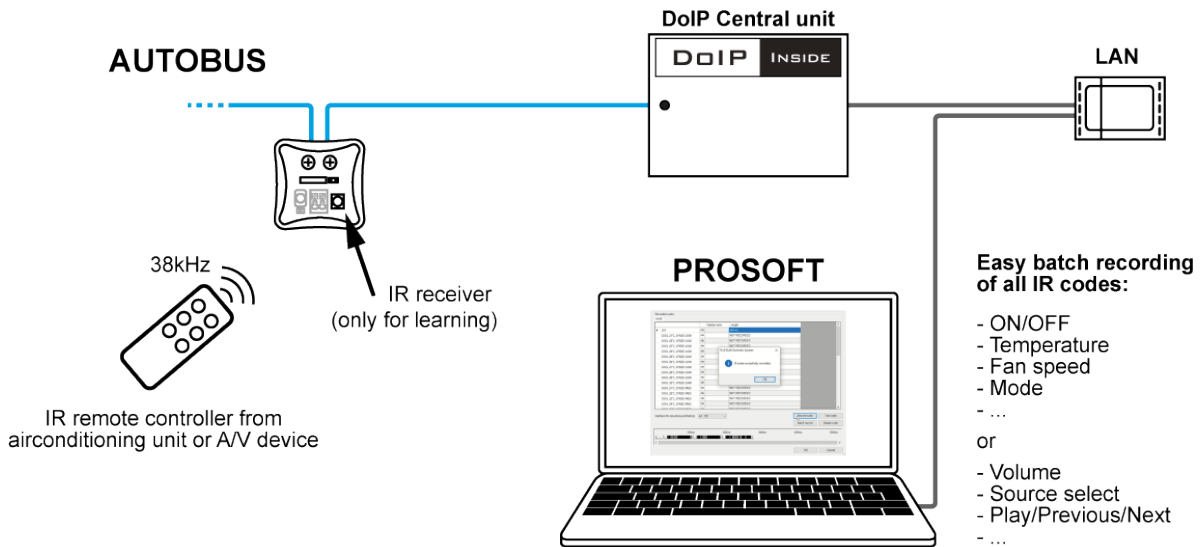 DoIP Central unit
DoIP INSIDE
AUTOBUS
LAN
38kHz
IR receiver
(only for learning)
IR remote controller from
airconditioning unit or A/V device
PROSOFT
Easy batch recording
of all IR codes:
- ON/OFF
- Temperature
- Fan speed
- Mode
- ...
or
- Volume
- Source select
- Play/Previous/Next
- ...